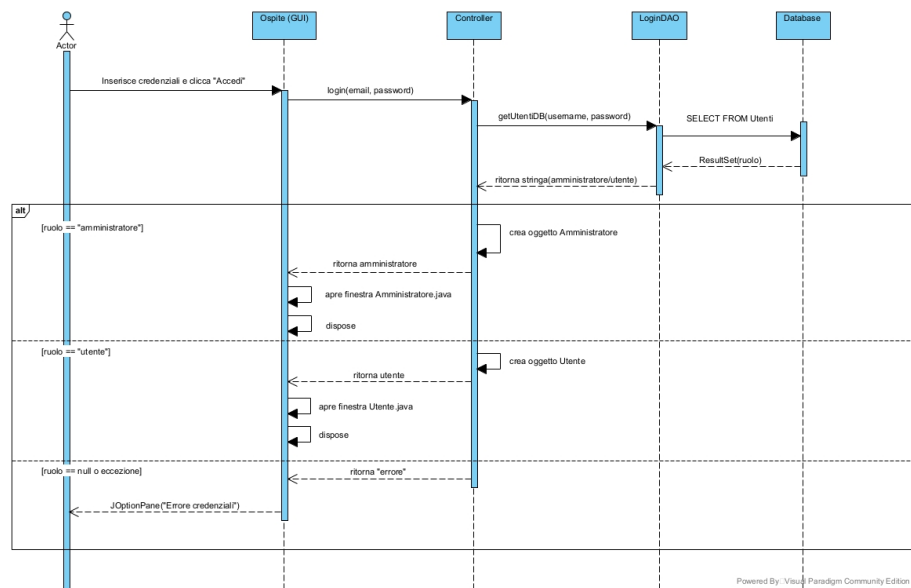 Ospite (GUI)
Controller
LoginDAO
Database
Actor
Inserisce credenziali e clicca "Accedi"
login(email, password)
getUtentiDB(username, password)
SELECT FROM Utenti
ResultSet(ruolo)
ritorna stringa(amministratore/utente)
alt
[ruolo == "amministratore"]
crea oggetto Amministratore
ritorna amministratore
apre finestra Amministratore.java
dispose
[ruolo == "utente"]
crea oggetto Utente
ritorna utente
apre finestra Utente.java
dispose
[ruolo == null o eccezione]
ritorna "errore"
JOptionPane("Errore credenziali")
Powered By: Visual Paradigm Community Edition